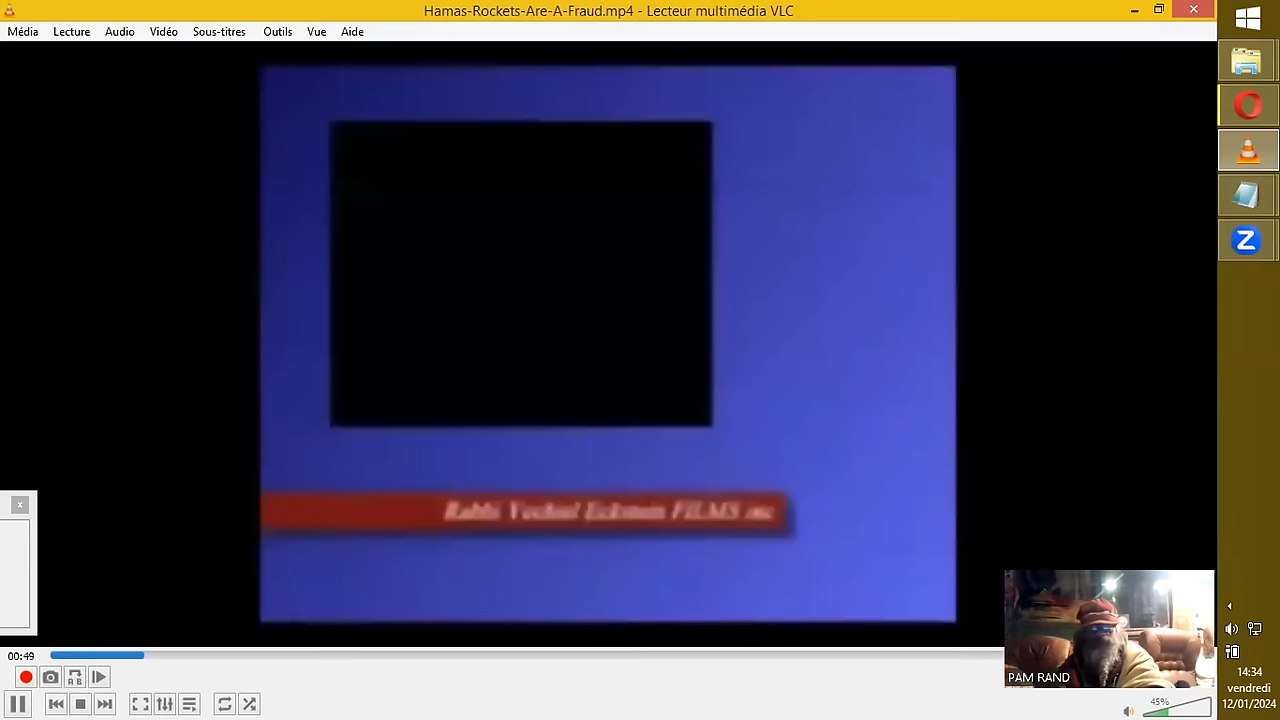 Hamas-Rockets-Are-A-Fraud.mp4 - Lecteur multimédia VLC
Média Lecture Audio Vidéo Sous-titres Outils Vue Aide
Rabbi Yechiel Eckstein FILMS inc
00:49
PAM RAND
45%
14:34
vendredi
12/01/2024